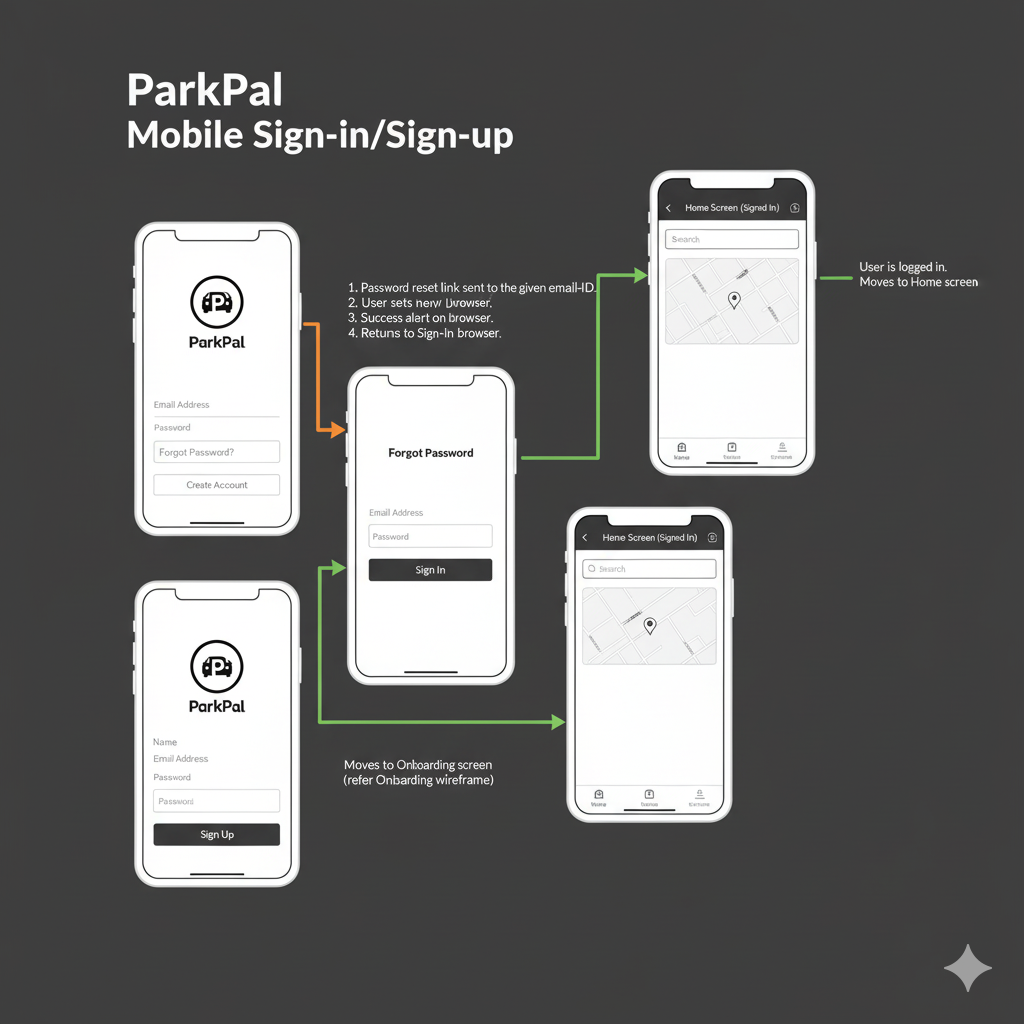 ParkPal
Mobile Sign-in/Sign-up
P
ParkPal
Email Address
Password
Forgot Password?
Create Account
1. Password reset link sent to the given email-ID.
2. User sets new browser.
3. Success alert on browser.
4. Returns to Sign-In browser.
Forgot Password
Email Address
Password
Sign In
Home Screen (Signed In)
Search
Home
User is logged in.
Moves to Home screen
P
ParkPal
Name
Email Address
Password
Password
Sign Up
Moves to Onboarding screen
(refer Onbarding wireframe)
Heme Screen (Signed In)
Search